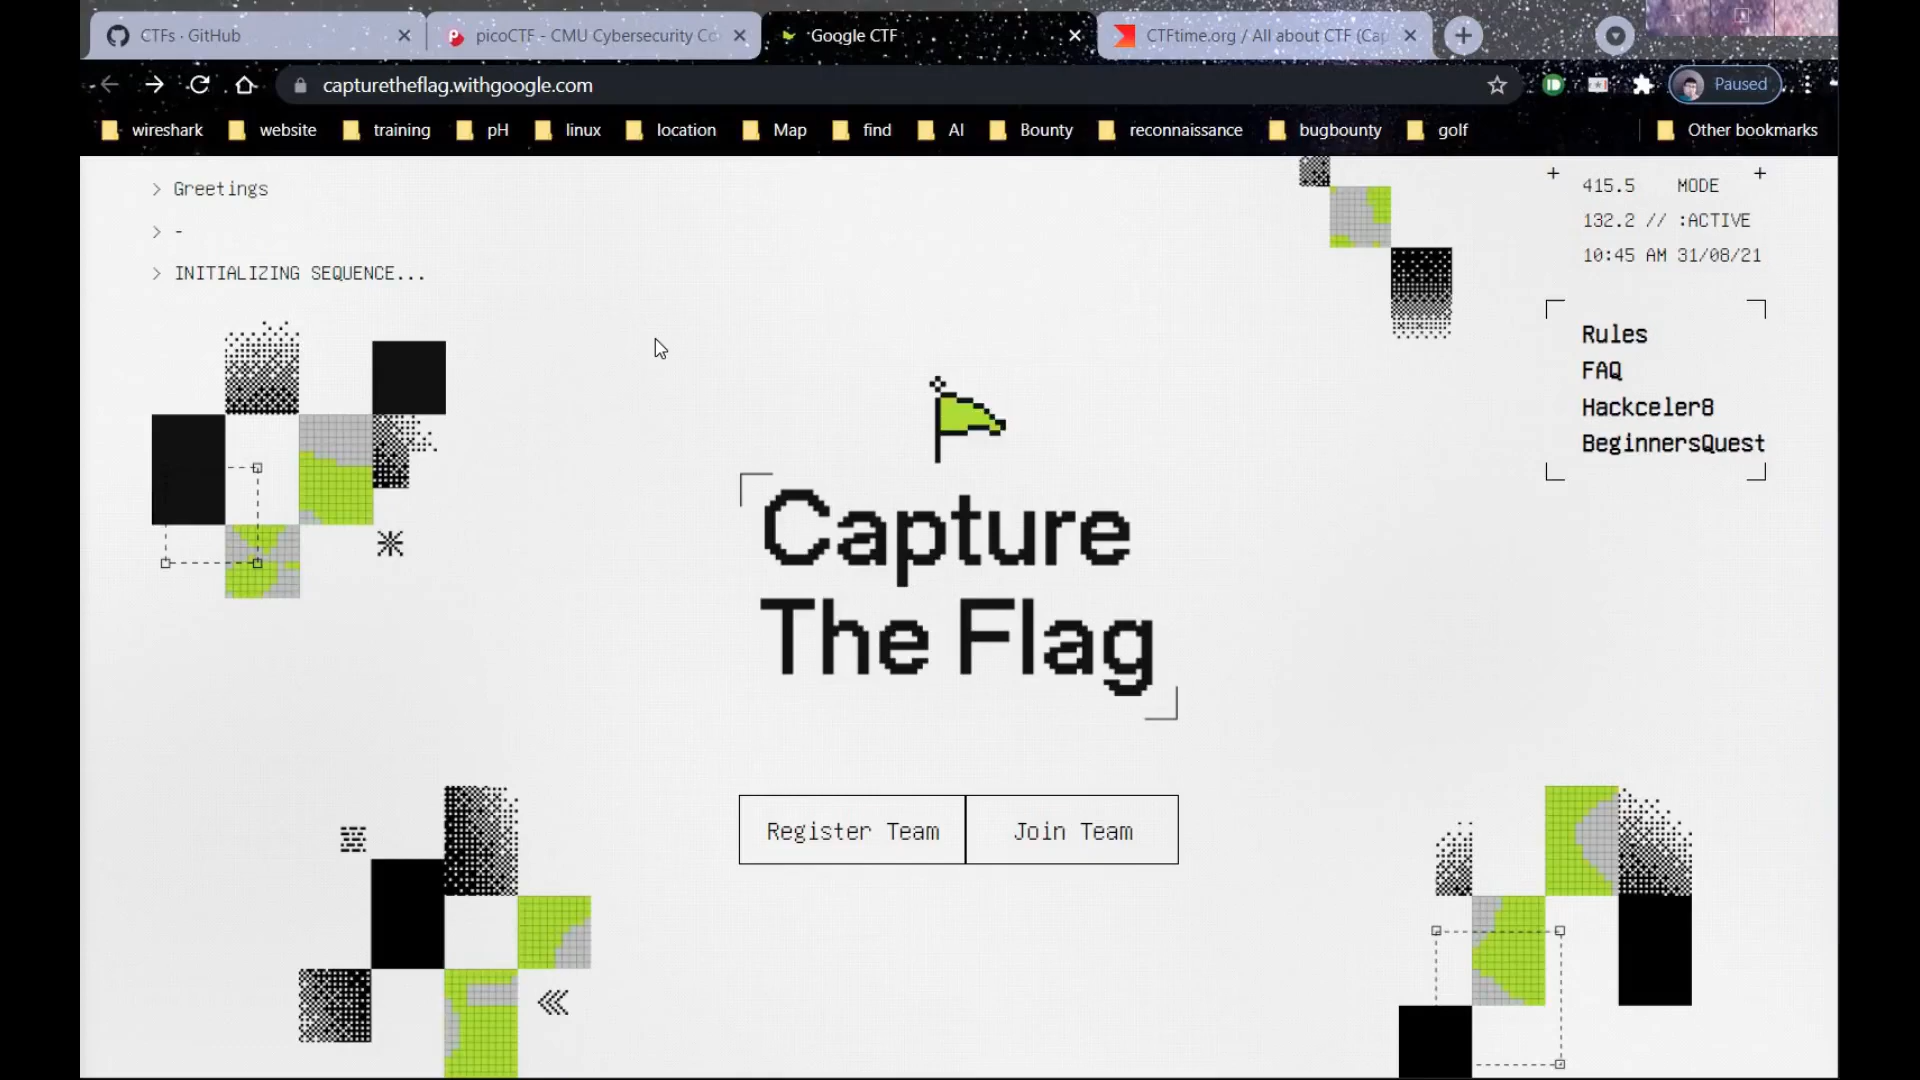 CTFs · GitHub
picoCTF - CMU Cybersecurity Co
Google CTF
CTFtime.org / All about CTF (Cap
capturetheflag.withgoogle.com
Paused
wireshark
website
training
pH
linux
location
Map
find
AI
Bounty
reconnaissance
bugbounty
golf
Other bookmarks
> Greetings
> -
> INITIALIZING SEQUENCE...
415.5 MODE
132.2 // :ACTIVE
10:45 AM 31/08/21
Rules
FAQ
Hackceler8
BeginnersQuest
Capture
The Flag
Register Team
Join Team